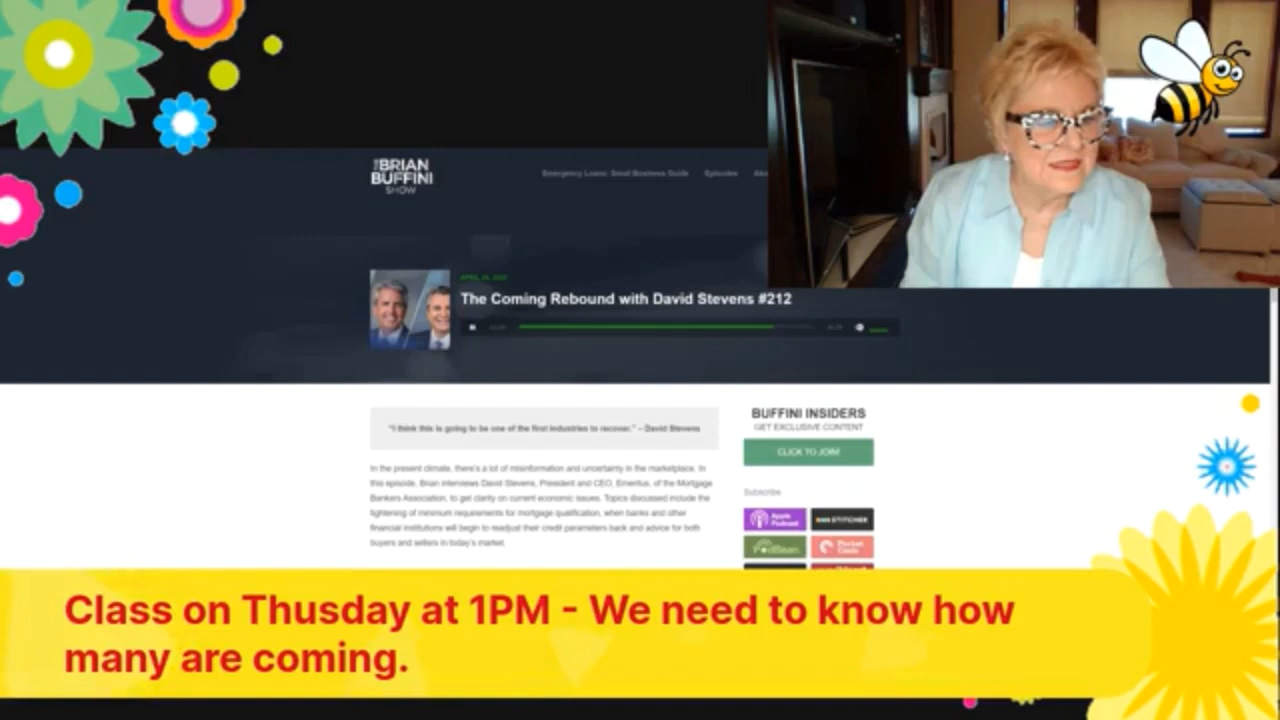 THE
BRIAN
BUFFINI
SHOW
Emergency Loans: Small Business Guide Episodes
The Coming Rebound with David Stevens #212
"I think this is going to be one of the first industries to recover." – David Stevens
In the present climate, there's a lot of misinformation and uncertainty in the marketplace. In
this episode, Brian interviews David Stevens, President and CEO, Emeritus, of the Mortgage
Bankers Association, to get clarity on current economic issues. Topics discussed include the
tightening of minimum requirements for mortgage qualification, when banks and other
financial institutions will begin to readjust their credit parameters back and advice for both
buyers and sellers in today's market.
BUFFINI INSIDERS
GET EXCLUSIVE CONTENT
CLICK TO JOIN!
Subscribe
Apple
Podcast
STITCHER
PodBean
Pocket
Casts
Class on Thusday at 1PM - We need to know how
many are coming.